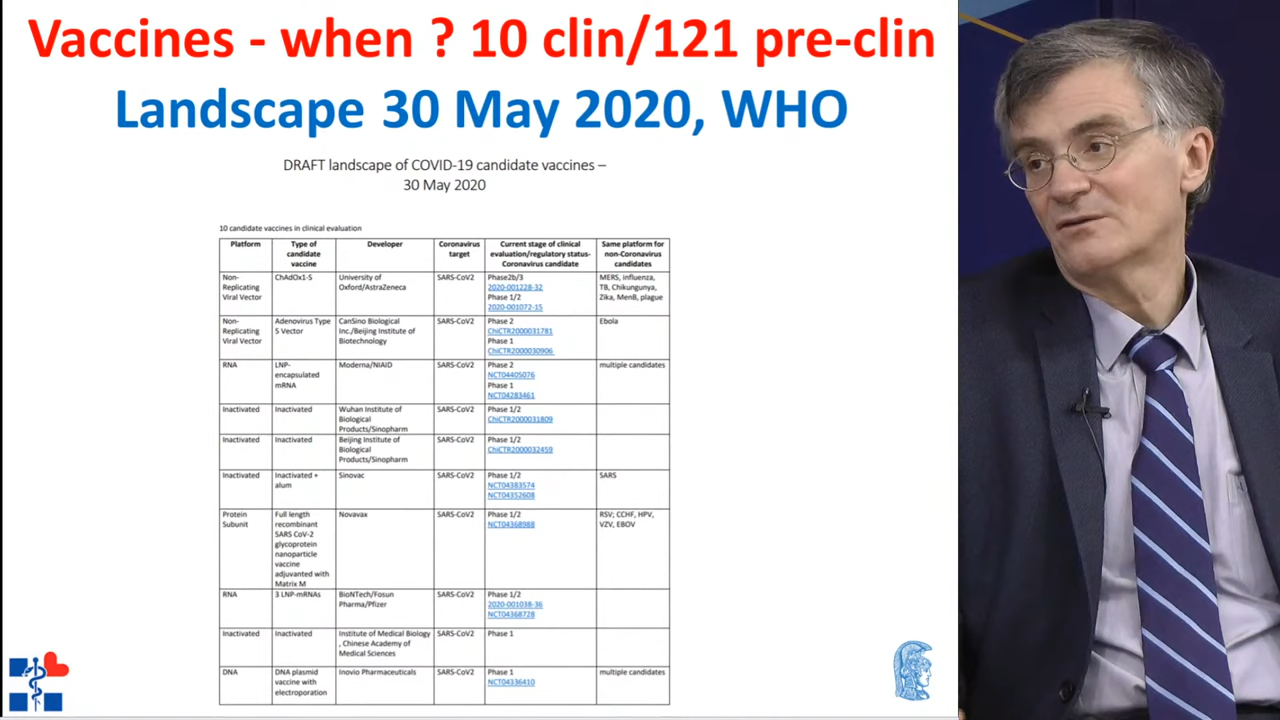 Vaccines - when ? 10 clin/121 pre-clin
Landscape 30 May 2020, WHO
DRAFT landscape of COVID-19 candidate vaccines –
30 May 2020
10 candidate vaccines in clinical evaluation
Platform
Type of
candidate
vaccine
Developer
Coronavirus
target
Current stage of clinical
evaluation/regulatory status-
Coronavirus candidate
Same platform for
non-Coronavirus
candidates
Non-
Replicating
Viral Vector
ChAdOx1-S
University of
Oxford/AstraZeneca
SARS-CoV2
Phase2b/3
2020-001228-32
Phase 1/2
2020-001072-15
MERS, influenza,
TB, Chikungunya,
Zika, MenB, plague
Non-
Replicating
Viral Vector
Adenovirus Type
5 Vector
CanSino Biological
Inc./Beijing Institute of
Biotechnology
SARS-CoV2
Phase 2
ChiCTR2000031781
Phase 1
ChiCTR2000030906
Ebola
RNA
LNP-
encapsulated
mRNA
Moderna/NIAID
SARS-CoV2
Phase 2
NCT04405076
Phase 1
NCT04283461
multiple candidates
Inactivated
Inactivated
Wuhan Institute of
Biological
Products/Sinopharm
SARS-CoV2
Phase 1/2
ChiCTR2000031809
Inactivated
Inactivated
Beijing Institute of
Biological
Products/Sinopharm
SARS-CoV2
Phase 1/2
ChiCTR2000032459
Inactivated
Inactivated +
alum
Sinovac
SARS-CoV2
Phase 1/2
NCT04383574
NCT04352608
SARS
Protein
Subunit
Full length
recombinant
SARS CoV-2
glycoprotein
nanoparticle
vaccine
adjuvanted with
Matrix M
Novavax
SARS-CoV2
Phase 1/2
NCT04368988
RSV; CCHF, HPV,
VZV, EBOV
RNA
3 LNP-mRNAs
BioNTech/Fosun
Pharma/Pfizer
SARS-CoV2
Phase 1/2
2020-001038-36
NCT04368728
Inactivated
Inactivated
Institute of Medical Biology
, Chinese Academy of
Medical Sciences
SARS-CoV2
Phase 1
DNA
DNA plasmid
vaccine with
electroporation
Inovio Pharmaceuticals
SARS-CoV2
Phase 1
NCT04336410
multiple candidates